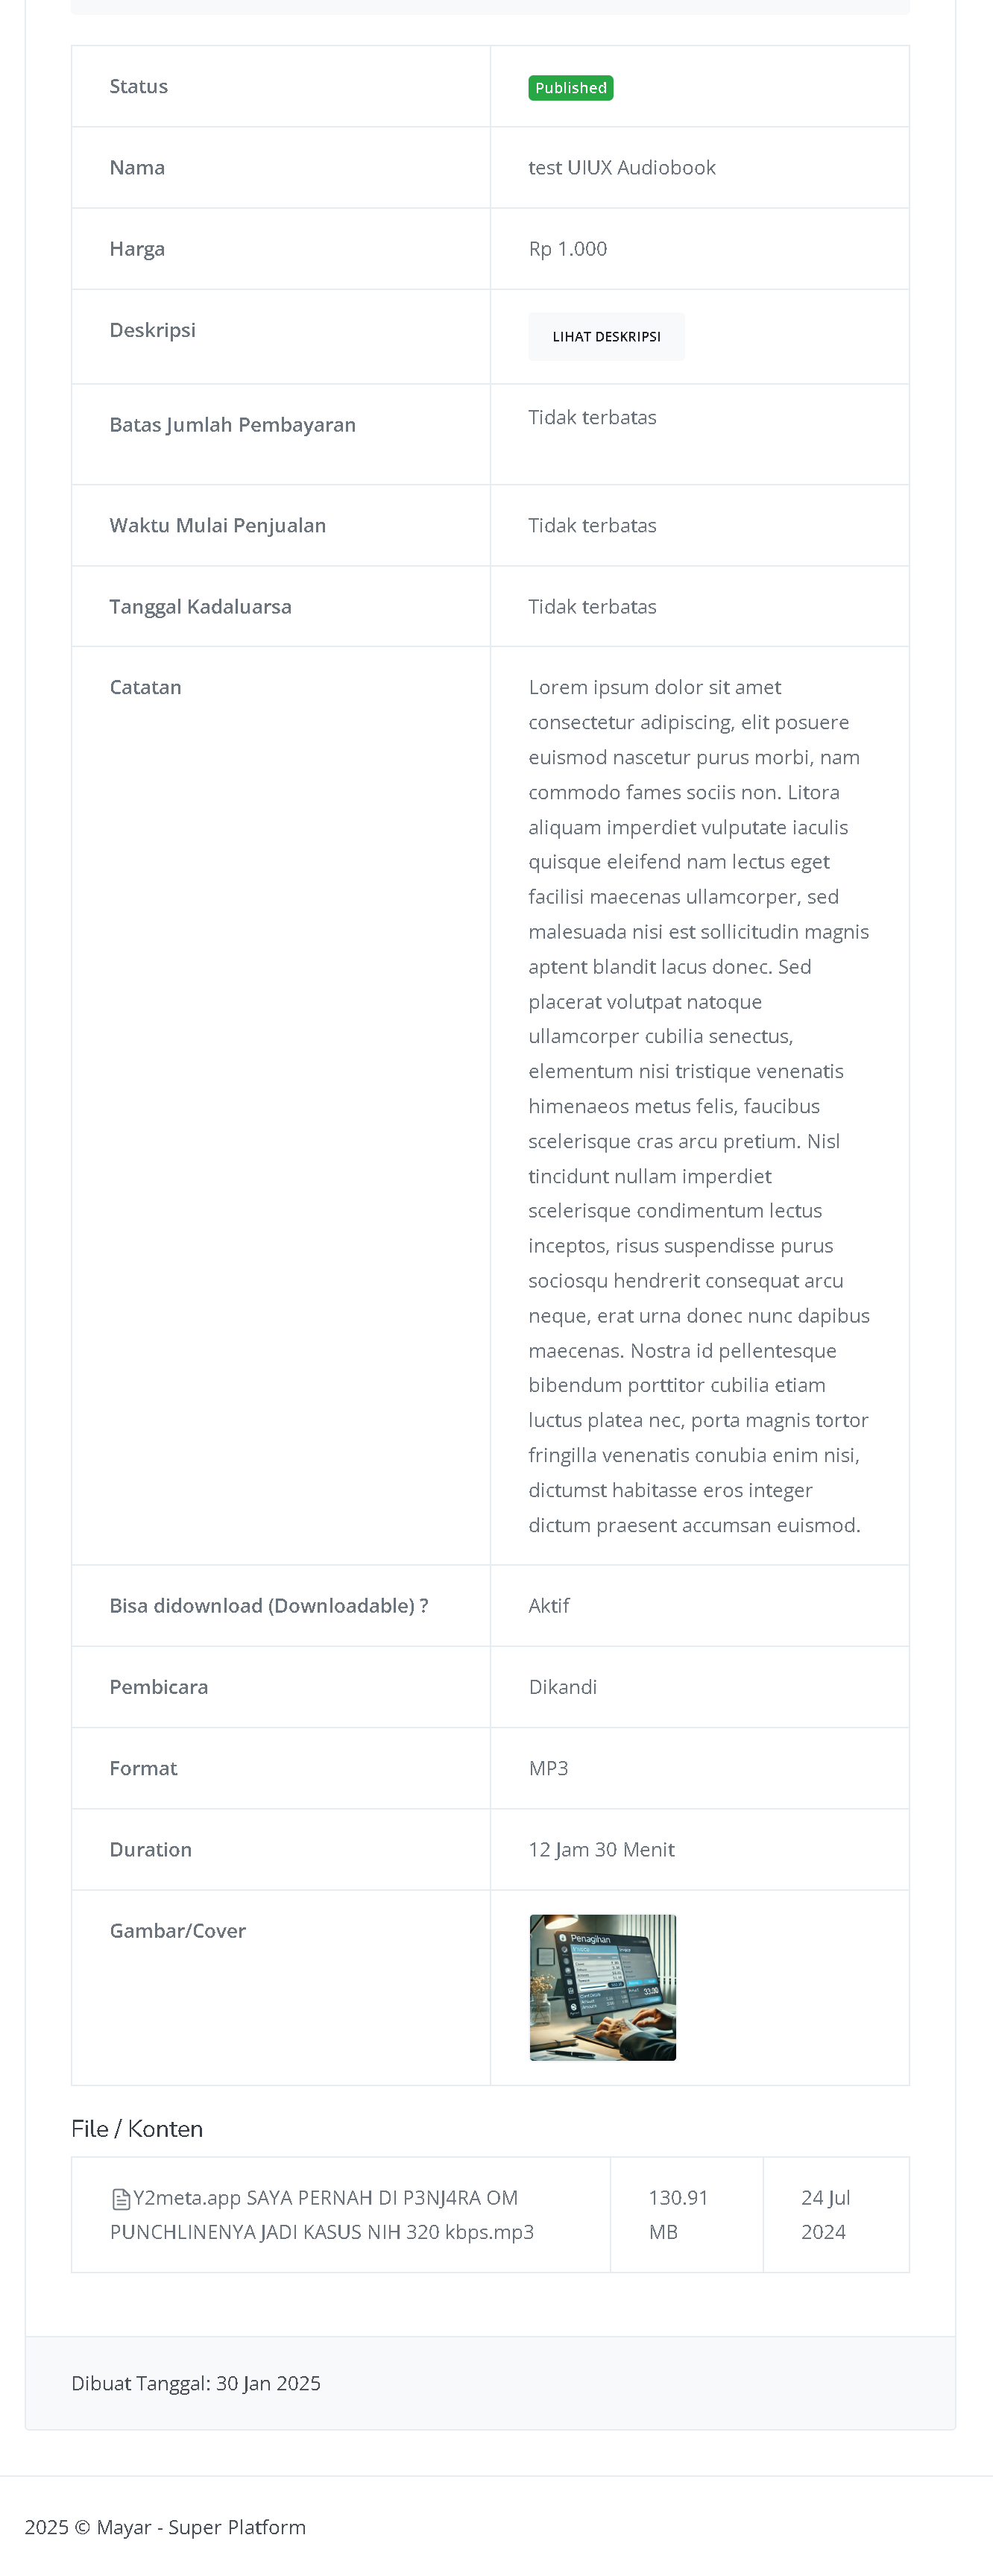 Status
Published
Nama
test UIUX Audiobook
Harga
Rp 1.000
Deskripsi
LIHAT DESKRIPSI
Batas Jumlah Pembayaran
Tidak terbatas
Waktu Mulai Penjualan
Tidak terbatas
Tanggal Kadaluarsa
Tidak terbatas
Catatan
Lorem ipsum dolor sit amet
consectetur adipiscing, elit posuere
euismod nascetur purus morbi, nam
commodo fames sociis non. Litora
aliquam imperdiet vulputate iaculis
quisque eleifend nam lectus eget
facilisi maecenas ullamcorper, sed
malesuada nisi est sollicitudin magnis
aptent blandit lacus donec. Sed
placerat volutpat natoque
ullamcorper cubilia senectus,
elementum nisi tristique venenatis
himenaeos metus felis, faucibus
scelerisque cras arcu pretium. Nisl
tincidunt nullam imperdiet
scelerisque condimentum lectus
inceptos, risus suspendisse purus
sociosqu hendrerit consequat arcu
neque, erat urna donec nunc dapibus
maecenas. Nostra id pellentesque
bibendum porttitor cubilia etiam
luctus platea nec, porta magnis tortor
fringilla venenatis conubia enim nisi,
dictumst habitasse eros integer
dictum praesent accumsan euismod.
Bisa didownload (Downloadable) ?
Aktif
Pembicara
Dikandi
Format
MP3
Duration
12 Jam 30 Menit
Gambar/Cover
Penagihan
File / Konten
Y2meta.app SAYA PERNAH DI P3NJ4RA OM
PUNCHLINENYA JADI KASUS NIH 320 kbps.mp3
130.91
MB
24 Jul
2024
Dibuat Tanggal: 30 Jan 2025
2025 © Mayar - Super Platform